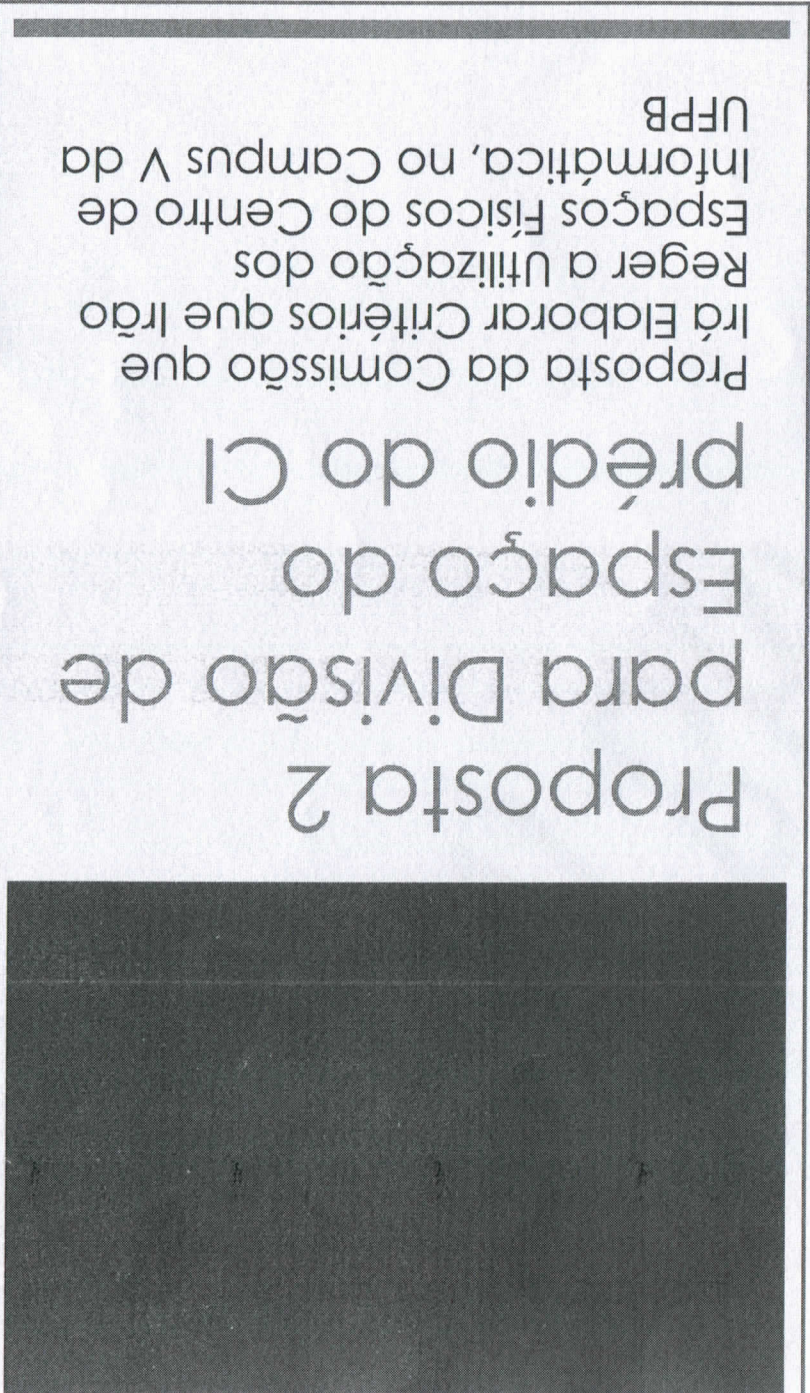 Proposta 2
para Divisão de
Espaço do
prédio do CI
Proposta da Comissão que
Irá Elaborar Critérios que Irão
Reger a Utilização dos
Espaços Físicos do Centro de
Informática, no Campus V da
UFPB